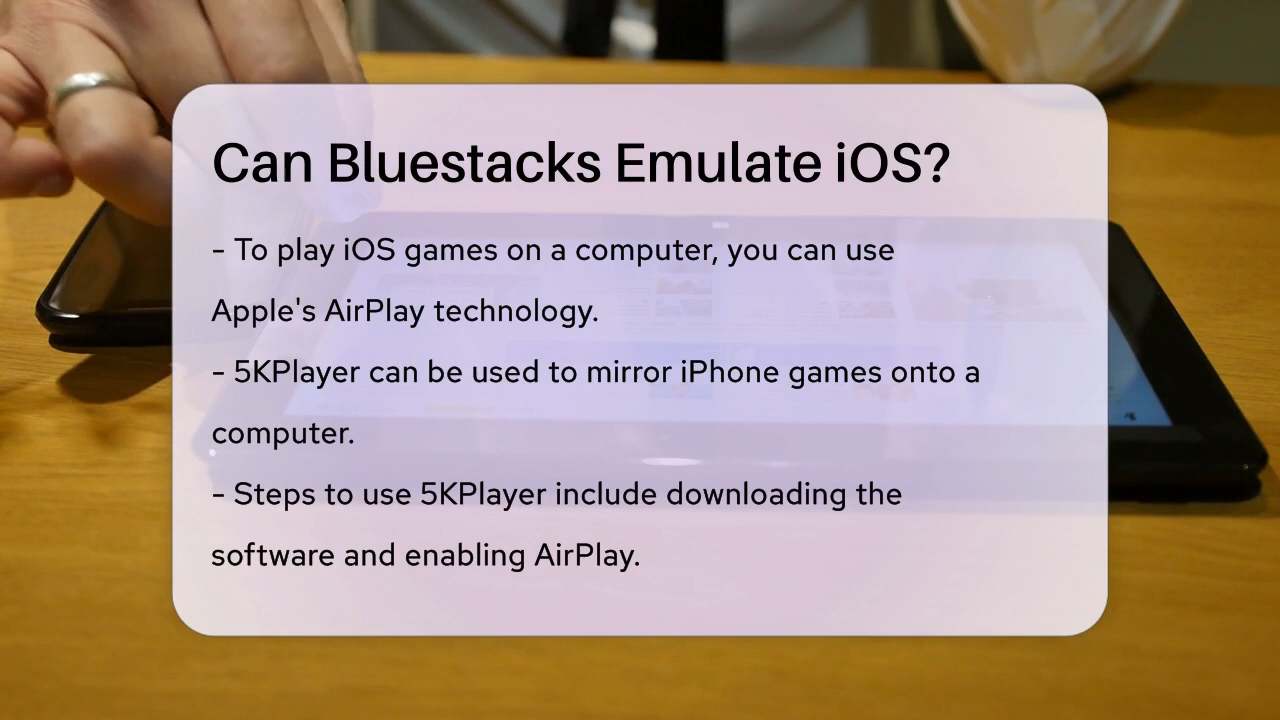 Can Bluestacks Emulate iOS?
- To play iOS games on a computer, you can use
Apple's AirPlay technology.
- 5KPlayer can be used to mirror iPhone games onto a
computer.
- Steps to use 5KPlayer include downloading the
software and enabling AirPlay.